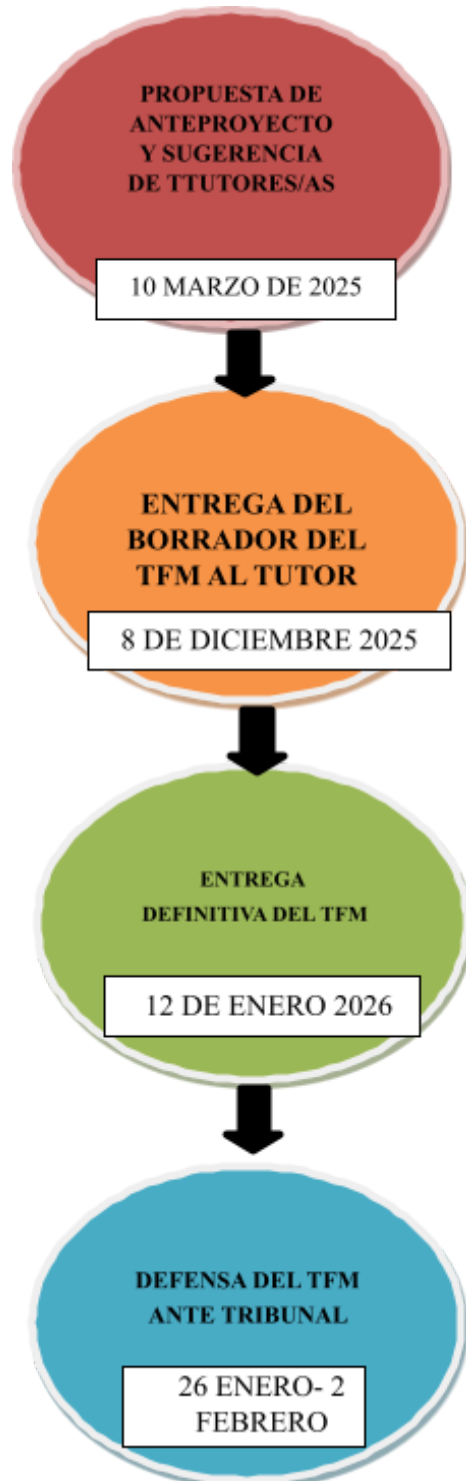 PROPUESTA DE
ANTEPROYECTO
Y SUGERENCIA
DE TTUTORES/AS
10 MARZO DE 2025
ENTREGA DEL
BORRADOR DEL
TFM AL TUTOR
8 DE DICIEMBRE 2025
ENTREGA
DEFINITIVA DEL TFM
12 DE ENERO 2026
DEFENSA DEL TFM
ANTE TRIBUNAL
26 ENERO- 2
FEBRERO